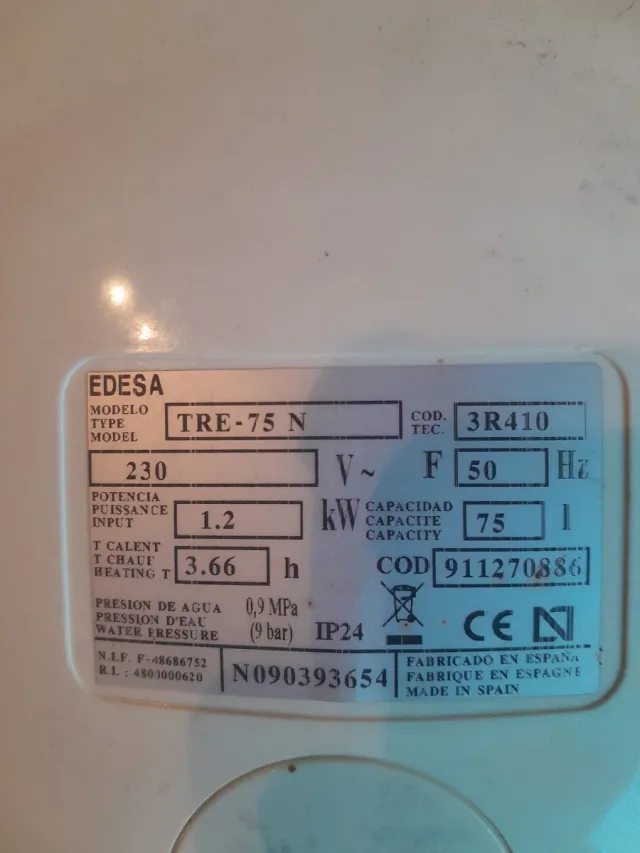 EDESA
MODELO
TYPE
MODEL
TRE-75 N
COD.
TEC.
3R410
230 V~ F 50 Hz
POTENCIA
PUISSANCE
INPUT
1.2 kW
CAPACIDAD
CAPACITE
CAPACITY
75 l
T CALENT
T CHAUF
HEATING T
3.66 h
COD 911270886
PRESION DE AGUA
PRESSION D'EAU
WATER PRESSURE
0,9 MPa
(9 bar)
IP24
CE N
N.I.F. F-48686752
R.I. : 4800000620
N090393654
FABRICADO EN ESPAÑA
FABRIQUE EN ESPAGNE
MADE IN SPAIN